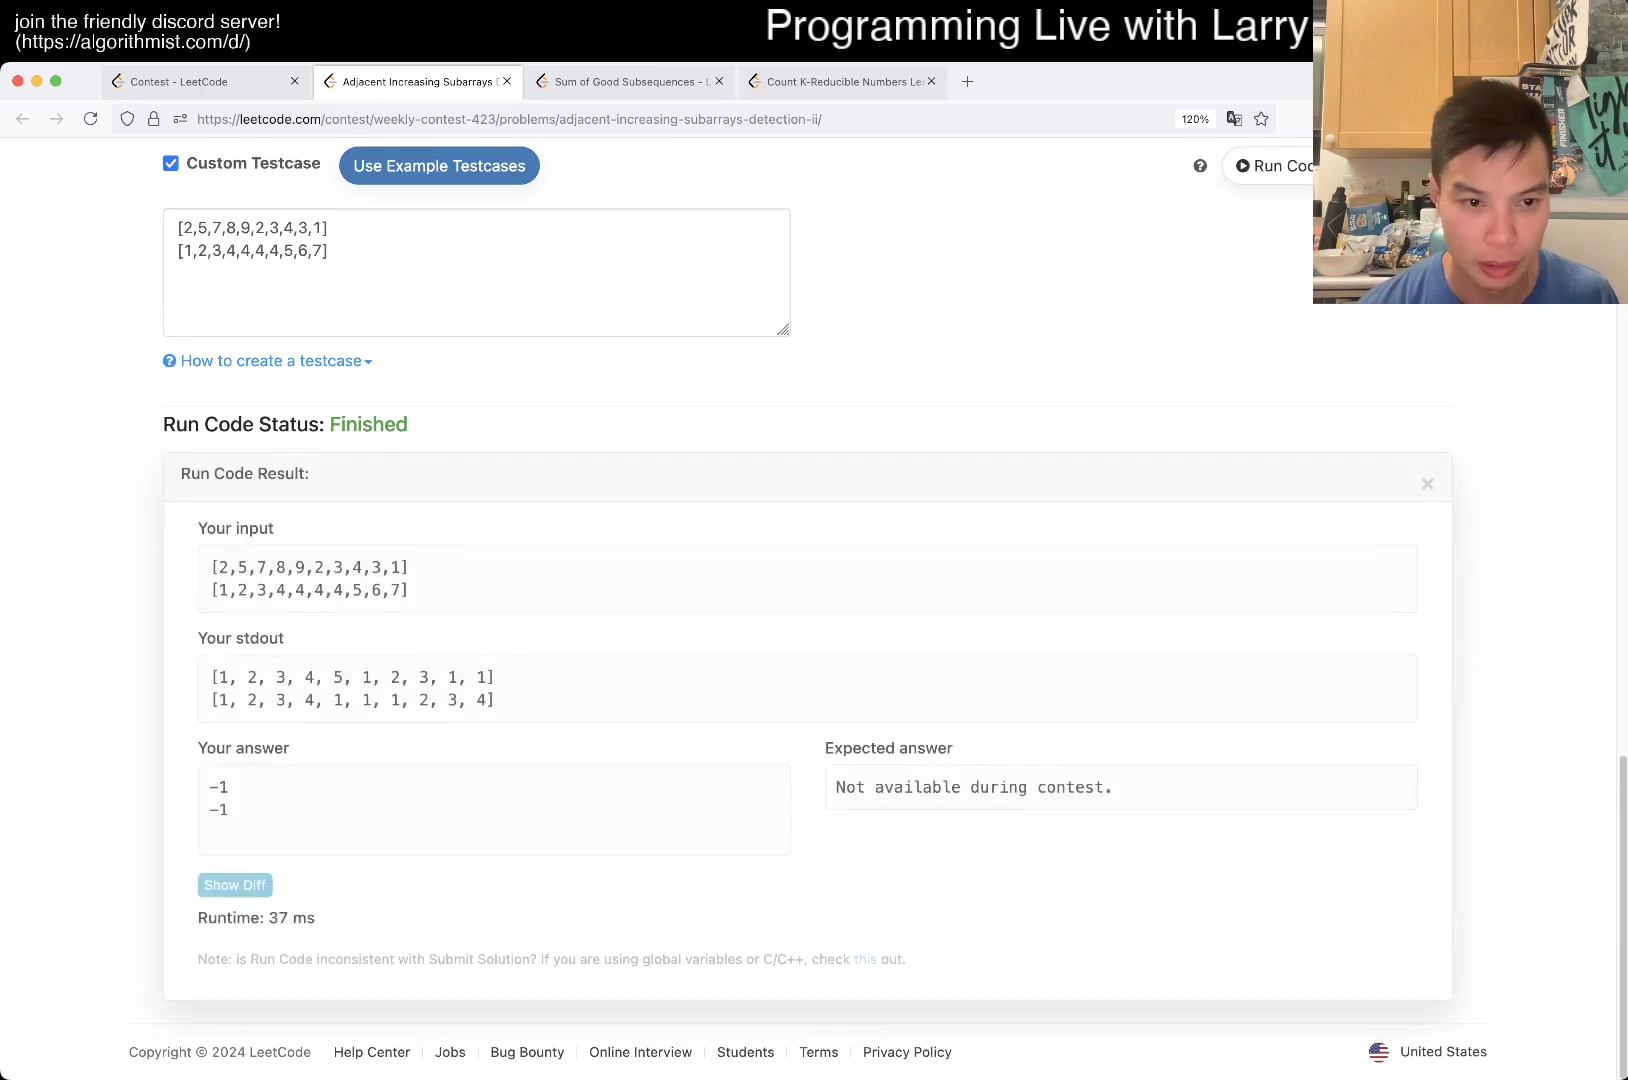 join the friendly discord server!
(https://algorithmist.com/d/)
Programming Live with Larry
Contest - LeetCode
Adjacent Increasing Subarrays D
Sum of Good Subsequences - L
Count K-Reducible Numbers Le
https://leetcode.com/contest/weekly-contest-423/problems/adjacent-increasing-subarrays-detection-ii/
120%
Custom Testcase
Use Example Testcases
Run Cod
[2,5,7,8,9,2,3,4,3,1]
[1,2,3,4,4,4,4,5,6,7]
How to create a testcase
Run Code Status: Finished
Run Code Result:
Your input
[2,5,7,8,9,2,3,4,3,1]
[1,2,3,4,4,4,4,5,6,7]
Your stdout
[1, 2, 3, 4, 5, 1, 2, 3, 1, 1]
[1, 2, 3, 4, 1, 1, 1, 2, 3, 4]
Your answer
Expected answer
-1
-1
Not available during contest.
Show Diff
Runtime: 37 ms
Note: is Run Code inconsistent with Submit Solution? If you are using global variables or C/C++, check this out.
Copyright © 2024 LeetCode
Help Center
Jobs
Bug Bounty
Online Interview
Students
Terms
Privacy Policy
United States
FINISHER